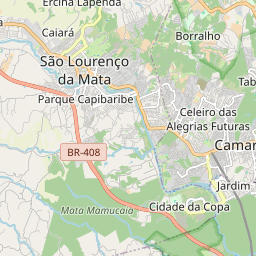 Ercina Lapenda
Caiará
Borralho
São Lourenço
da Mata
Tab
Parque Capibaribe
Celeiro das
Alegrias Futuras
Camar
BR-408
Jardim
Mata Mamucaia
Cidade da Copa